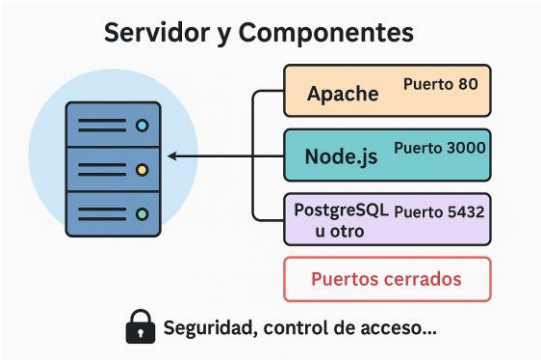 Servidor y Componentes
Apache Puerto 80
Node.js Puerto 3000
PostgreSQL Puerto 5432
u otro
Puertos cerrados
Seguridad, control de acceso...